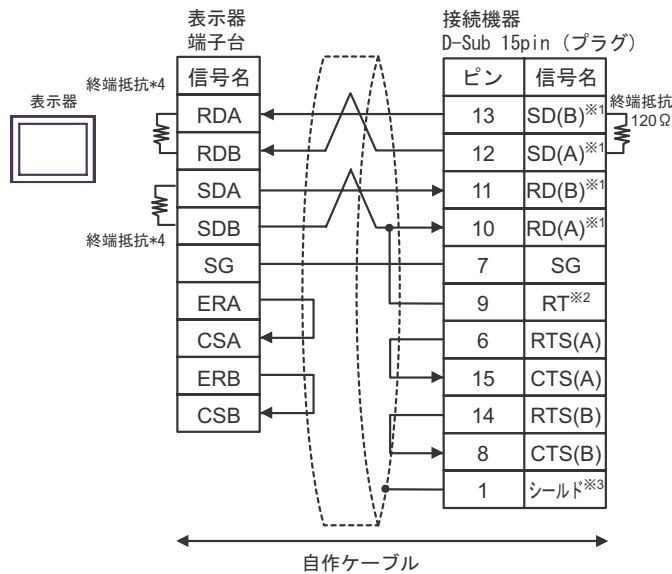 表示器
端子台
接続機器
D-Sub 15pin（プラグ）
終端抵抗*4
信号名
ピン
信号名
表示器
RDA
13
SD(B)※1
終端抵抗
120Ω
RDB
12
SD(A)※1
SDA
11
RD(B)※1
SDB
10
RD(A)※1
終端抵抗*4
SG
7
SG
ERA
9
RT※2
CSA
6
RTS(A)
ERB
15
CTS(A)
CSB
14
RTS(B)
8
CTS(B)
1
シールド※3
自作ケーブル